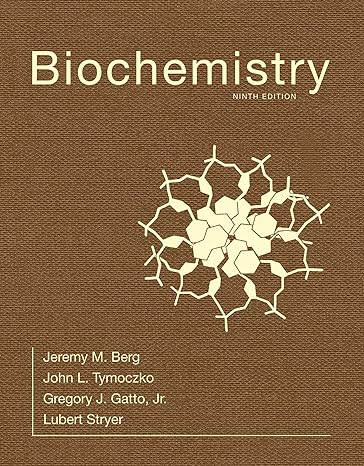 Biochemistry
NINTH EDITION
Jeremy M. Berg
John L. Tymoczko
Gregory J. Gatto, Jr.
Lubert Stryer